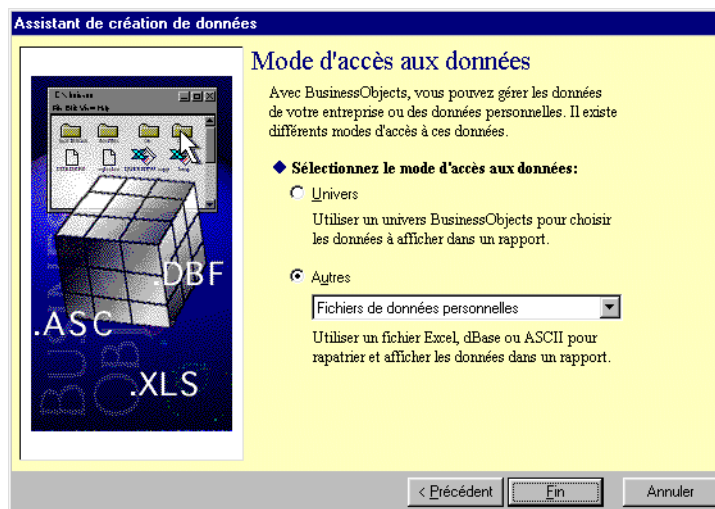 Assistant de création de données
Mode d'accès aux données
Avec BusinessObjects, vous pouvez gérer les données
de votre entreprise ou des données personnelles. Il existe
différents modes d'accès à ces données.
Sélectionnez le mode d'accès aux données:
Univers
Utiliser un univers BusinessObjects pour choisir
les données à afficher dans un rapport.
Autres
Fichiers de données personnelles
Utiliser un fichier Excel, dBase ou ASCII pour
rapatrier et afficher les données dans un rapport.
.DBF
.ASC
.XLS
< Précédent
Fin
Annuler